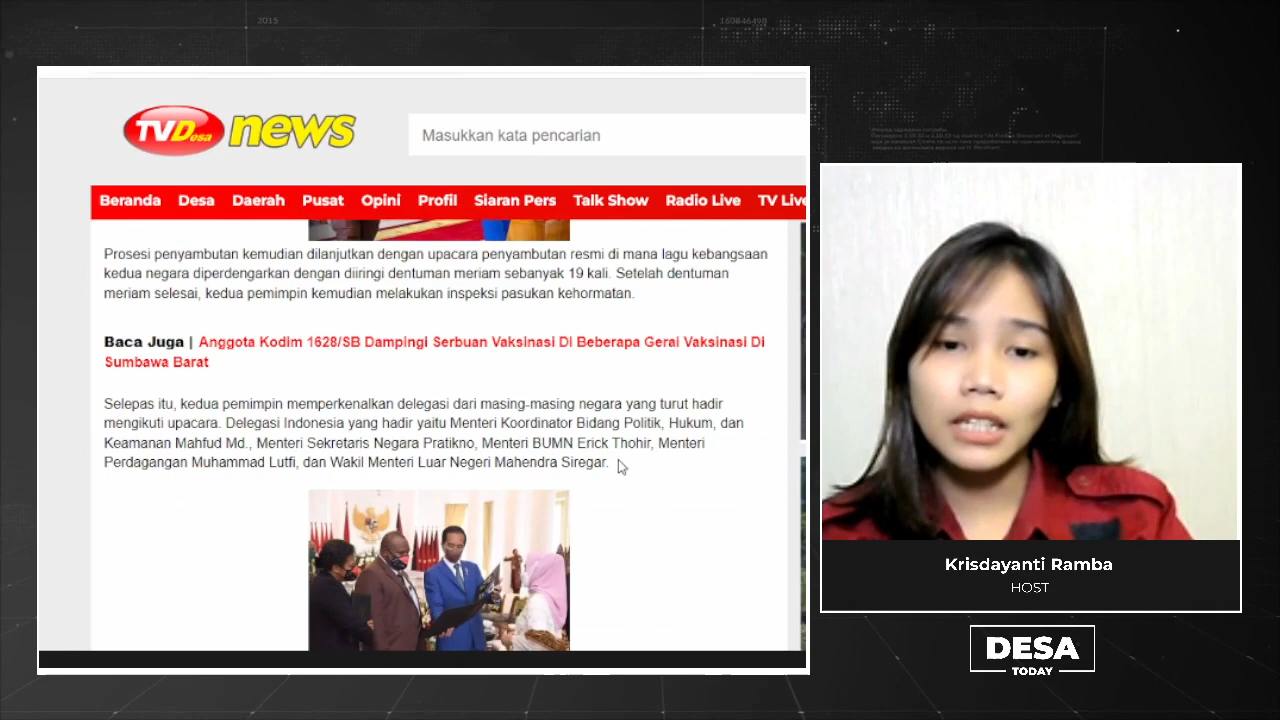 2015
160846498
TVDesa news
Masukkan kata pencarian
Beranda Desa Daerah Pusat Opini Profil Siaran Pers Talk Show Radio Live TV Live
Prosesi penyambutan kemudian dilanjutkan dengan upacara penyambutan resmi di mana lagu kebangsaan
kedua negara diperdengarkan dengan diiringi dentuman meriam sebanyak 19 kali. Setelah dentuman
meriam selesai, kedua pemimpin kemudian melakukan inspeksi pasukan kehormatan.
Baca Juga | Anggota Kodim 1628/SB Dampingi Serbuan Vaksinasi Di Beberapa Gerai Vaksinasi Di
Sumbawa Barat
Selepas itu, kedua pemimpin memperkenalkan delegasi dari masing-masing negara yang turut hadir
mengikuti upacara. Delegasi Indonesia yang hadir yaitu Menteri Koordinator Bidang Politik, Hukum, dan
Keamanan Mahfud Md., Menteri Sekretaris Negara Pratikno, Menteri BUMN Erick Thohir, Menteri
Perdagangan Muhammad Lutfi, dan Wakil Menteri Luar Negeri Mahendra Siregar.
Krisdayanti Ramba
HOST
DESA
TODAY